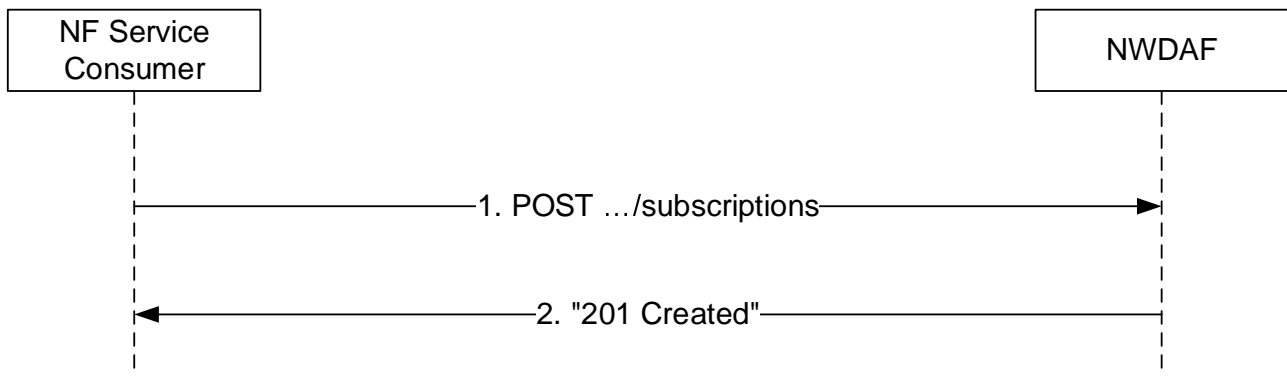 NF Service
Consumer
NWDAF
1. POST …/subscriptions
2. "201 Created"